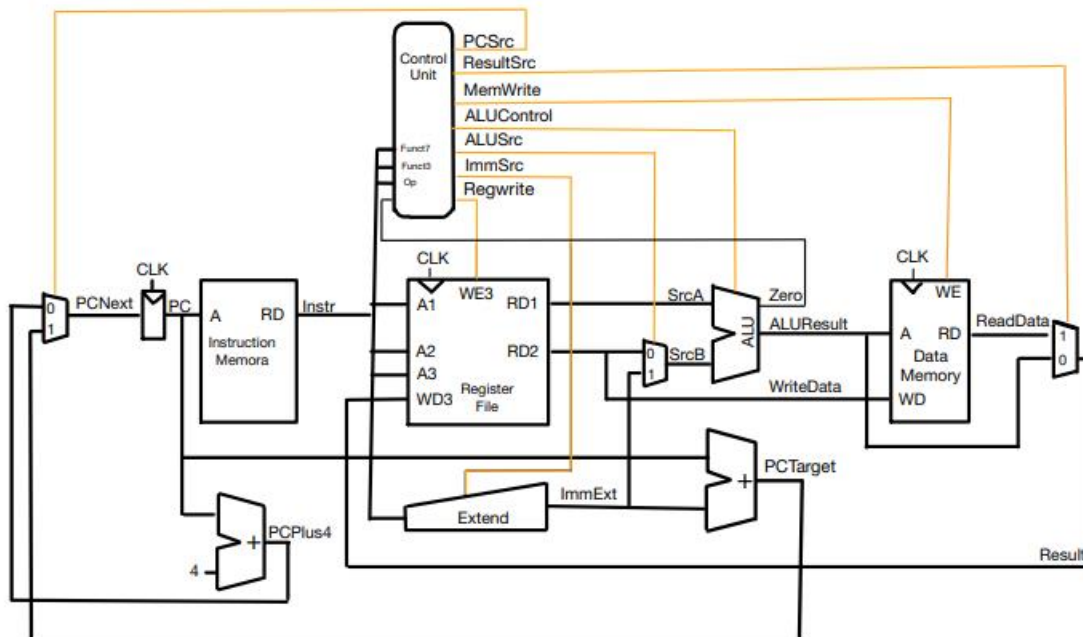 PCSrc
Control
Unit
ResultSrc
MemWrite
ALUControl
ALUSrc
Funct7
Funct3
ImmSrc
Op
Regwrite
CLK
CLK
CLK
0
1
PCNext
PC
A
RD
Instr
Instruction
Memora
A1
WE3
RD1
A2
RD2
A3
WD3
Register
File
SrcA
0
1
SrcB
ALU
Zero
ALUResult
WE
A
RD
Data
Memory
WD
ReadData
1
0
WriteData
+
PCTarget
ImmExt
Extend
+
PCPlus4
4
Result